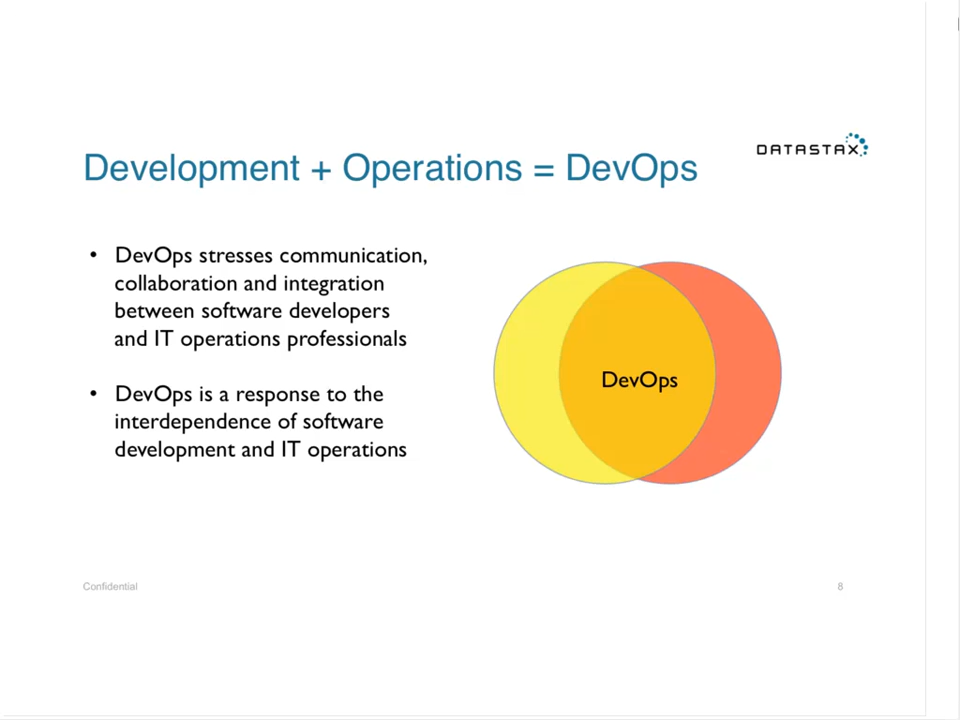 DATASTAX
Development + Operations = DevOps
• DevOps stresses communication,
collaboration and integration
between software developers
and IT operations professionals
• DevOps is a response to the
interdependence of software
development and IT operations
DevOps
Confidential
8